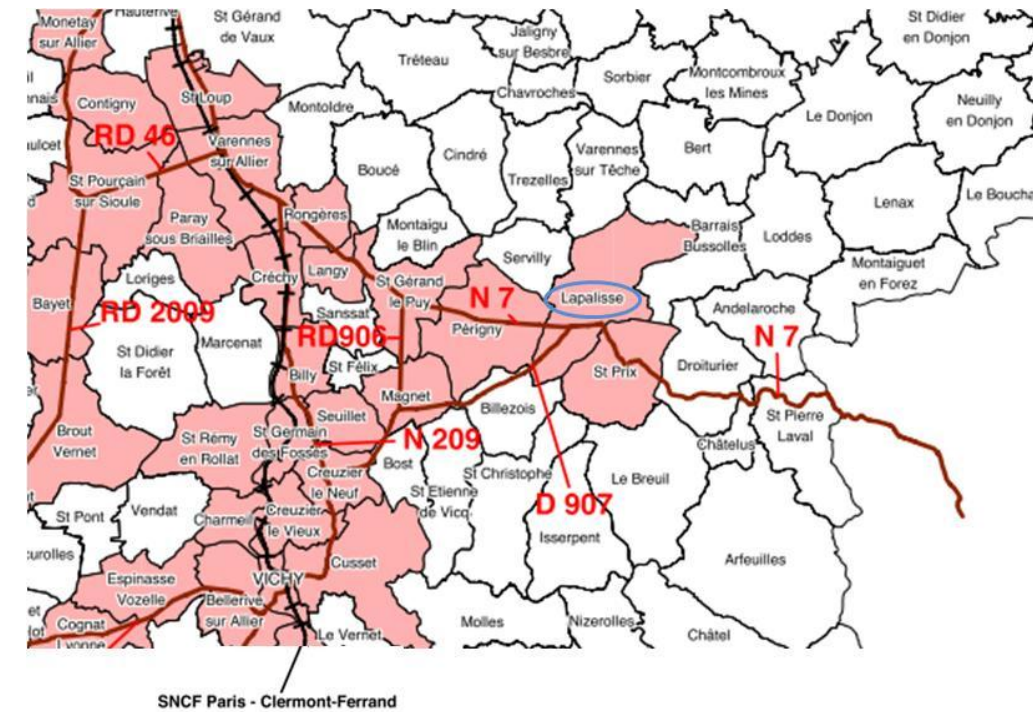 Hauterive
St Gérand
de Vaux
Monetay
sur Allier
Jaligny
sur Besbre
St Didier
en Donjon
Tréteau
Sorbier
Montcombroux
les Mines
Chavroches
Neuilly
en Donjon
Contigny
St Loup
Montoldre
Le Donjon
RD 46
Varennes
sur Allier
Cindré
Varennes
sur Têche
Bert
Boucé
Trezelles
St Pourçain
sur Sioule
Lenax
Le Boucha
Paray
sous Briailles
Rongères
Montaigu
le Blin
Barrais
Bussolles
Loddes
Servilly
Montaiguet
en Forez
Loriges
Créchy
Langy
St Gérand
le Puy
N 7
Lapalisse
Bayet
RD 2009
Sanssat
Andelaroche
Périgny
RD906
N 7
Marcenat
St Didier
la Forêt
St Félix
Billy
St Prix
Droiturier
Magnet
Seuillet
Billezois
St Pierre
Laval
Brout
Vernet
St Rémy
en Rollat
St Germain
des Fossés
N 209
Châtelus
Bost
Creuzier
le Neuf
St Christophe
Le Breuil
St Etienne
de Vicq
St Pont
Vendat
Charmeil
Creuzier
le Vieux
D 907
Isserpent
Arfeuilles
Cusset
Espinasse
Vozelle
VICHY
Bellerive
sur Allier
Cognat
Lyonne
Le Vernet
Molles
Nizerolles
Châtel
SNCF Paris - Clermont-Ferrand